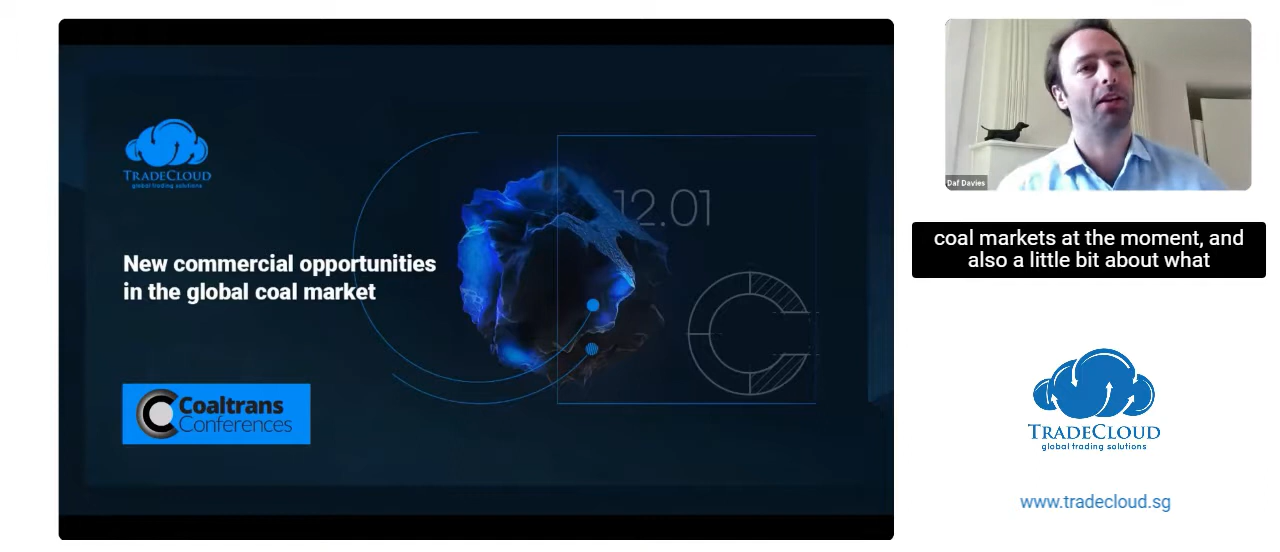 TRADECLOUD
global trading solutions
New commercial opportunities
in the global coal market
12.01
Coaltrans
Conferences
Daf Davies
coal markets at the moment, and
also a little bit about what
TRADECLOUD
global trading solutions
www.tradecloud.sg